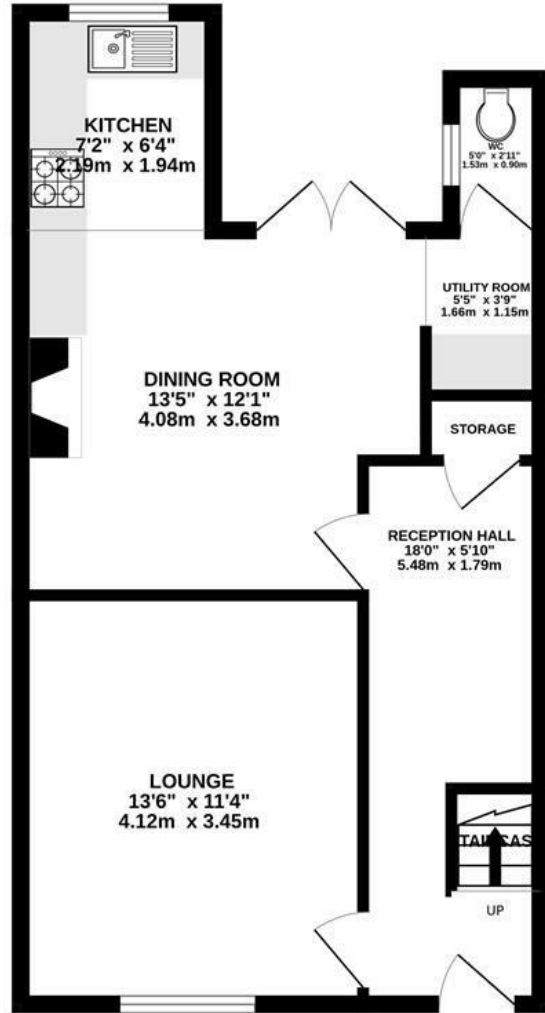 KITCHEN
7'2" x 6'4"
2.19m x 1.94m
WC
5'0" x 2'11"
1.53m x 0.90m
UTILITY ROOM
5'5" x 3'9"
1.66m x 1.15m
DINING ROOM
13'5" x 12'1"
4.08m x 3.68m
STORAGE
RECEPTION HALL
18'0" x 5'10"
5.48m x 1.79m
LOUNGE
13'6" x 11'4"
4.12m x 3.45m
UP